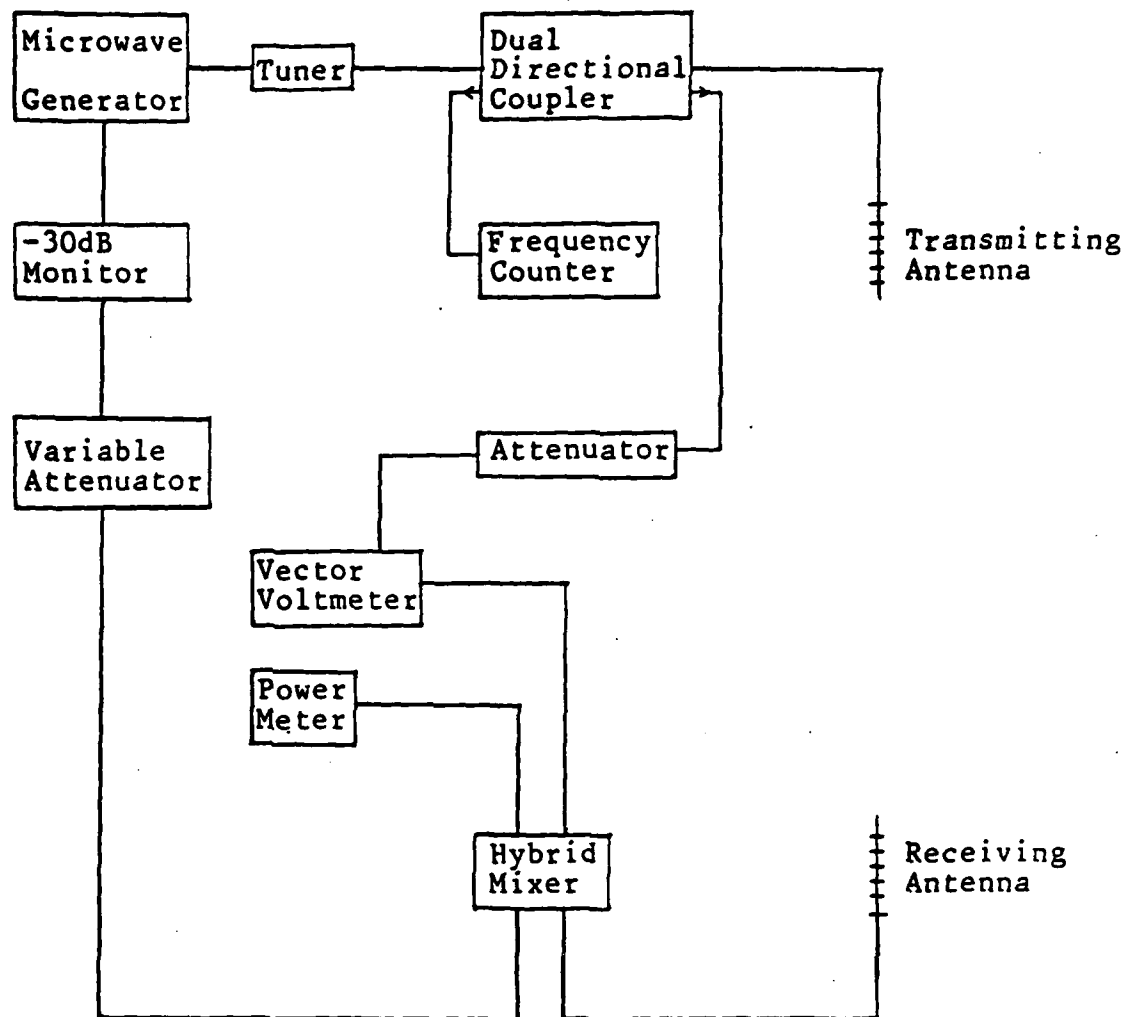 Microwave
Generator
Tuner
Dual
Directional
Coupler
-30dB
Monitor
Frequency
Counter
Transmitting
Antenna
Variable
Attenuator
Attenuator
Vector
Voltmeter
Power
Meter
Hybrid
Mixer
Receiving
Antenna